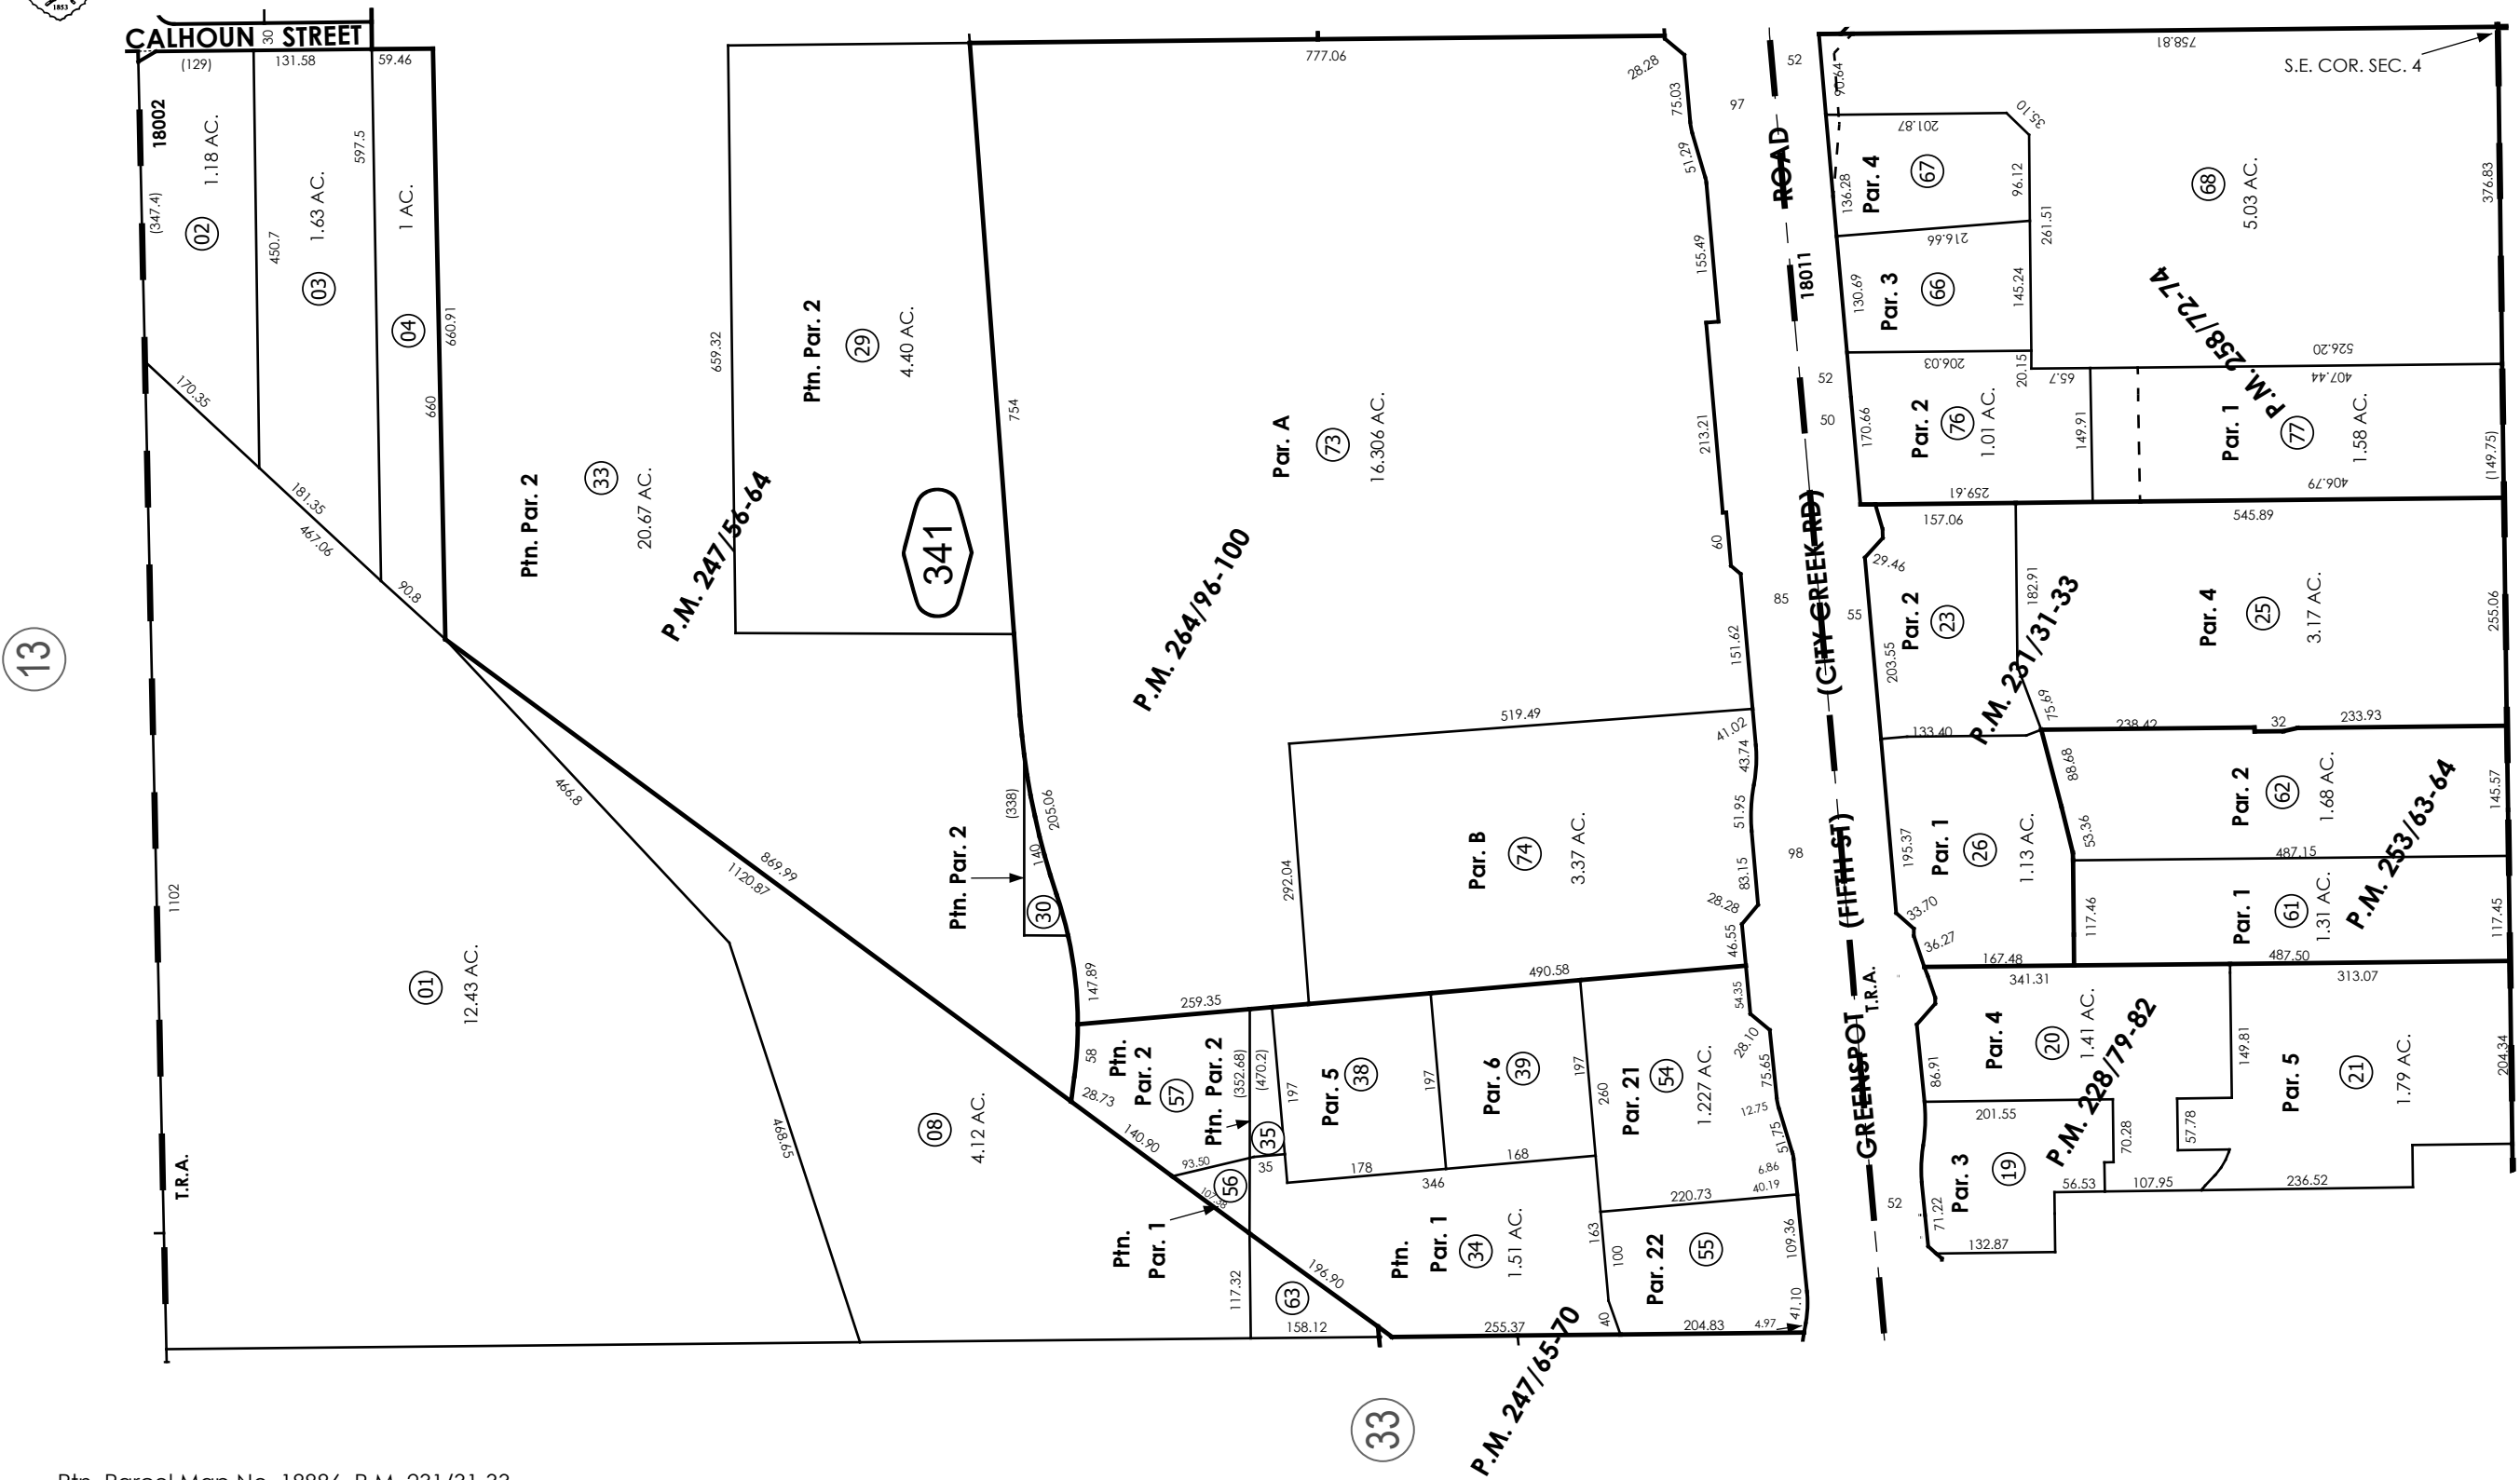 1853
CALHOUN STREET
30
(129)
131.58
59.46
18002
(347.4)
02
1.18 AC.
450.7
03
1.63 AC.
597.5
04
1 AC.
660.91
660
170.35
181.35
467.06
90.8
13
1102
T.R.A.
01
12.43 AC.
466.8
869.99
1120.87
468.65
08
4.12 AC.
Ptn. Par. 2
33
20.67 AC.
P.M. 247/56-64
659.32
Ptn. Par. 2
29
4.40 AC.
341
754
777.06
28.28
75.03
51.29
155.49
213.21
60
151.62
Par. A
73
16.306 AC.
P.M. 264/96-100
519.49
41.02
43.74
51.95
83.15
28.28
46.55
292.04
Par. B
74
3.37 AC.
Ptn. Par. 2
(338)
205.06
140
30
147.89
259.35
490.58
58
28.73
140.90
Ptn.
Par. 2
57
Ptn. Par. 2
(352.68)
(470.2)
35
93.50
56
107.38
35
Ptn.
Par. 1
117.32
63
158.12
196.90
197
Par. 5
38
178
197
Par. 6
39
168
197
346
260
Par. 21
54
1.227 AC.
54.35
28.10
75.65
12.75
51.75
6.86
40.19
220.73
Ptn.
Par. 1
34
1.51 AC.
163
100
40
Par. 22
55
109.36
41.10
4.97
204.83
255.37
P.M. 247/65-70
33
52
97
ROAD
18011
52
50
(CITY CREEK RD)
85
55
98
(FIFTH ST)
T.R.A.
GREENSPOT
52
758.81
S.E. COR. SEC. 4
90.64
201.87
35.10
136.28
Par. 4
67
96.12
216.66
261.51
68
5.03 AC.
376.83
130.69
Par. 3
66
145.24
206.03
20.15
65.7
526.20
407.44
P.M. 258/72-74
170.66
Par. 2
76
1.01 AC.
149.91
Par. 1
77
1.58 AC.
(149.75)
259.61
406.79
157.06
545.89
29.46
203.55
Par. 2
23
182.91
75.69
P.M. 231/31-33
Par. 4
25
3.17 AC.
255.06
133.40
238.42
32
233.93
195.37
Par. 1
26
1.13 AC.
88.68
53.36
33.70
36.27
117.46
167.48
Par. 2
62
1.68 AC.
145.57
487.15
Par. 1
61
1.31 AC.
117.45
487.50
P.M. 253/63-64
341.31
313.07
86.91
Par. 4
20
1.41 AC.
149.81
P.M. 228/79-82
Par. 5
21
1.79 AC.
204.34
201.55
70.28
57.78
71.22
Par. 3
19
56.53
107.95
236.52
132.87
Ptn. Parcel Map No. 18886, P.M. 231/31-33